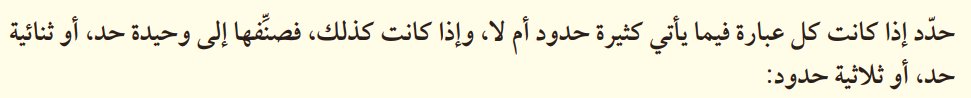 حدّد إذا كانت كل عبارة فيما يأتي كثيرة حدود أم لا، وإذا كانت كذلك، فصنِّفها إلى وحيدة حد، أو ثنائية
حد، أو ثلاثية حدود: